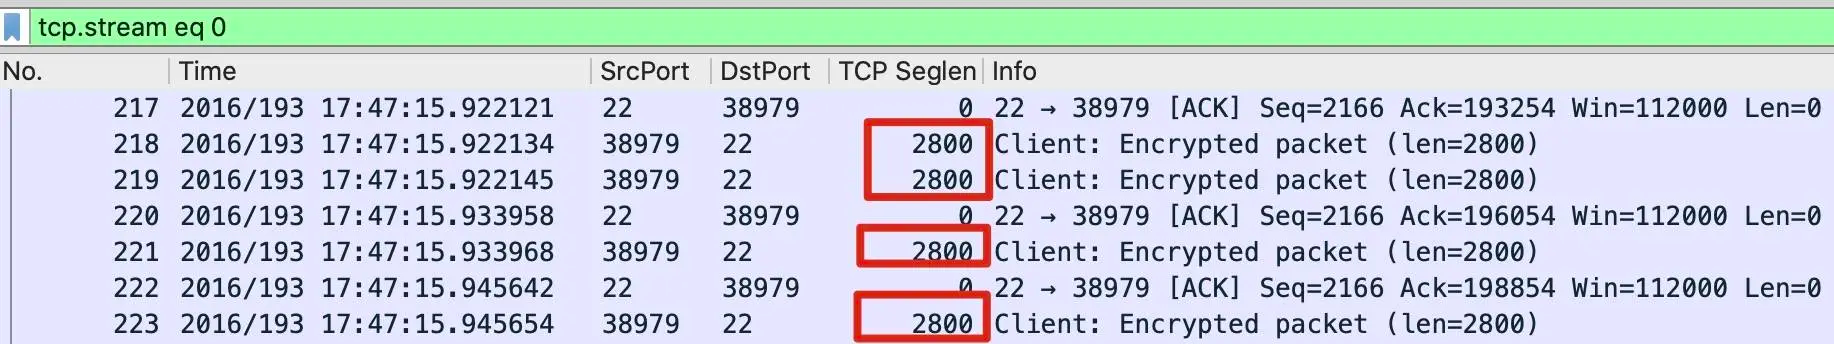 tcp.stream eq 0
No. Time SrcPort DstPort TCP Seglen Info
217 2016/193 17:47:15.922121 22 38979 0 22 → 38979 [ACK] Seq=2166 Ack=193254 Win=112000 Len=0
218 2016/193 17:47:15.922134 38979 22 2800 Client: Encrypted packet (len=2800)
219 2016/193 17:47:15.922145 38979 22 2800 Client: Encrypted packet (len=2800)
220 2016/193 17:47:15.933958 22 38979 0 22 → 38979 [ACK] Seq=2166 Ack=196054 Win=112000 Len=0
221 2016/193 17:47:15.933968 38979 22 2800 Client: Encrypted packet (len=2800)
222 2016/193 17:47:15.945642 22 38979 0 22 → 38979 [ACK] Seq=2166 Ack=198854 Win=112000 Len=0
223 2016/193 17:47:15.945654 38979 22 2800 Client: Encrypted packet (len=2800)